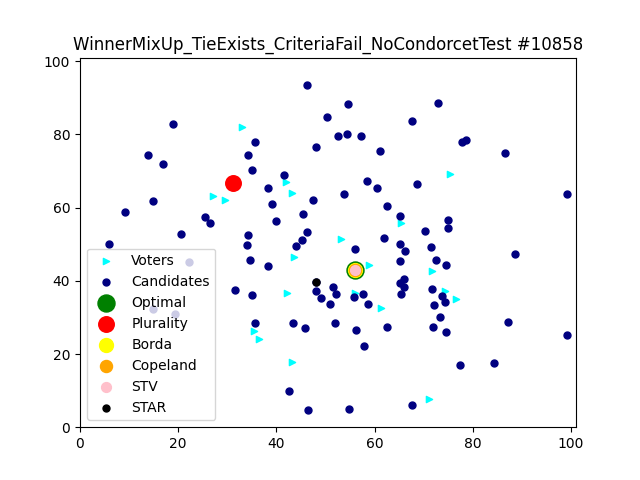 WinnerMixUp_TieExists_CriteriaFail_NoCondorcetTest #10858
100
80
60
40
20
0
Voters
Candidates
Optimal
Plurality
Borda
Copeland
STV
STAR
0 20 40 60 80 100